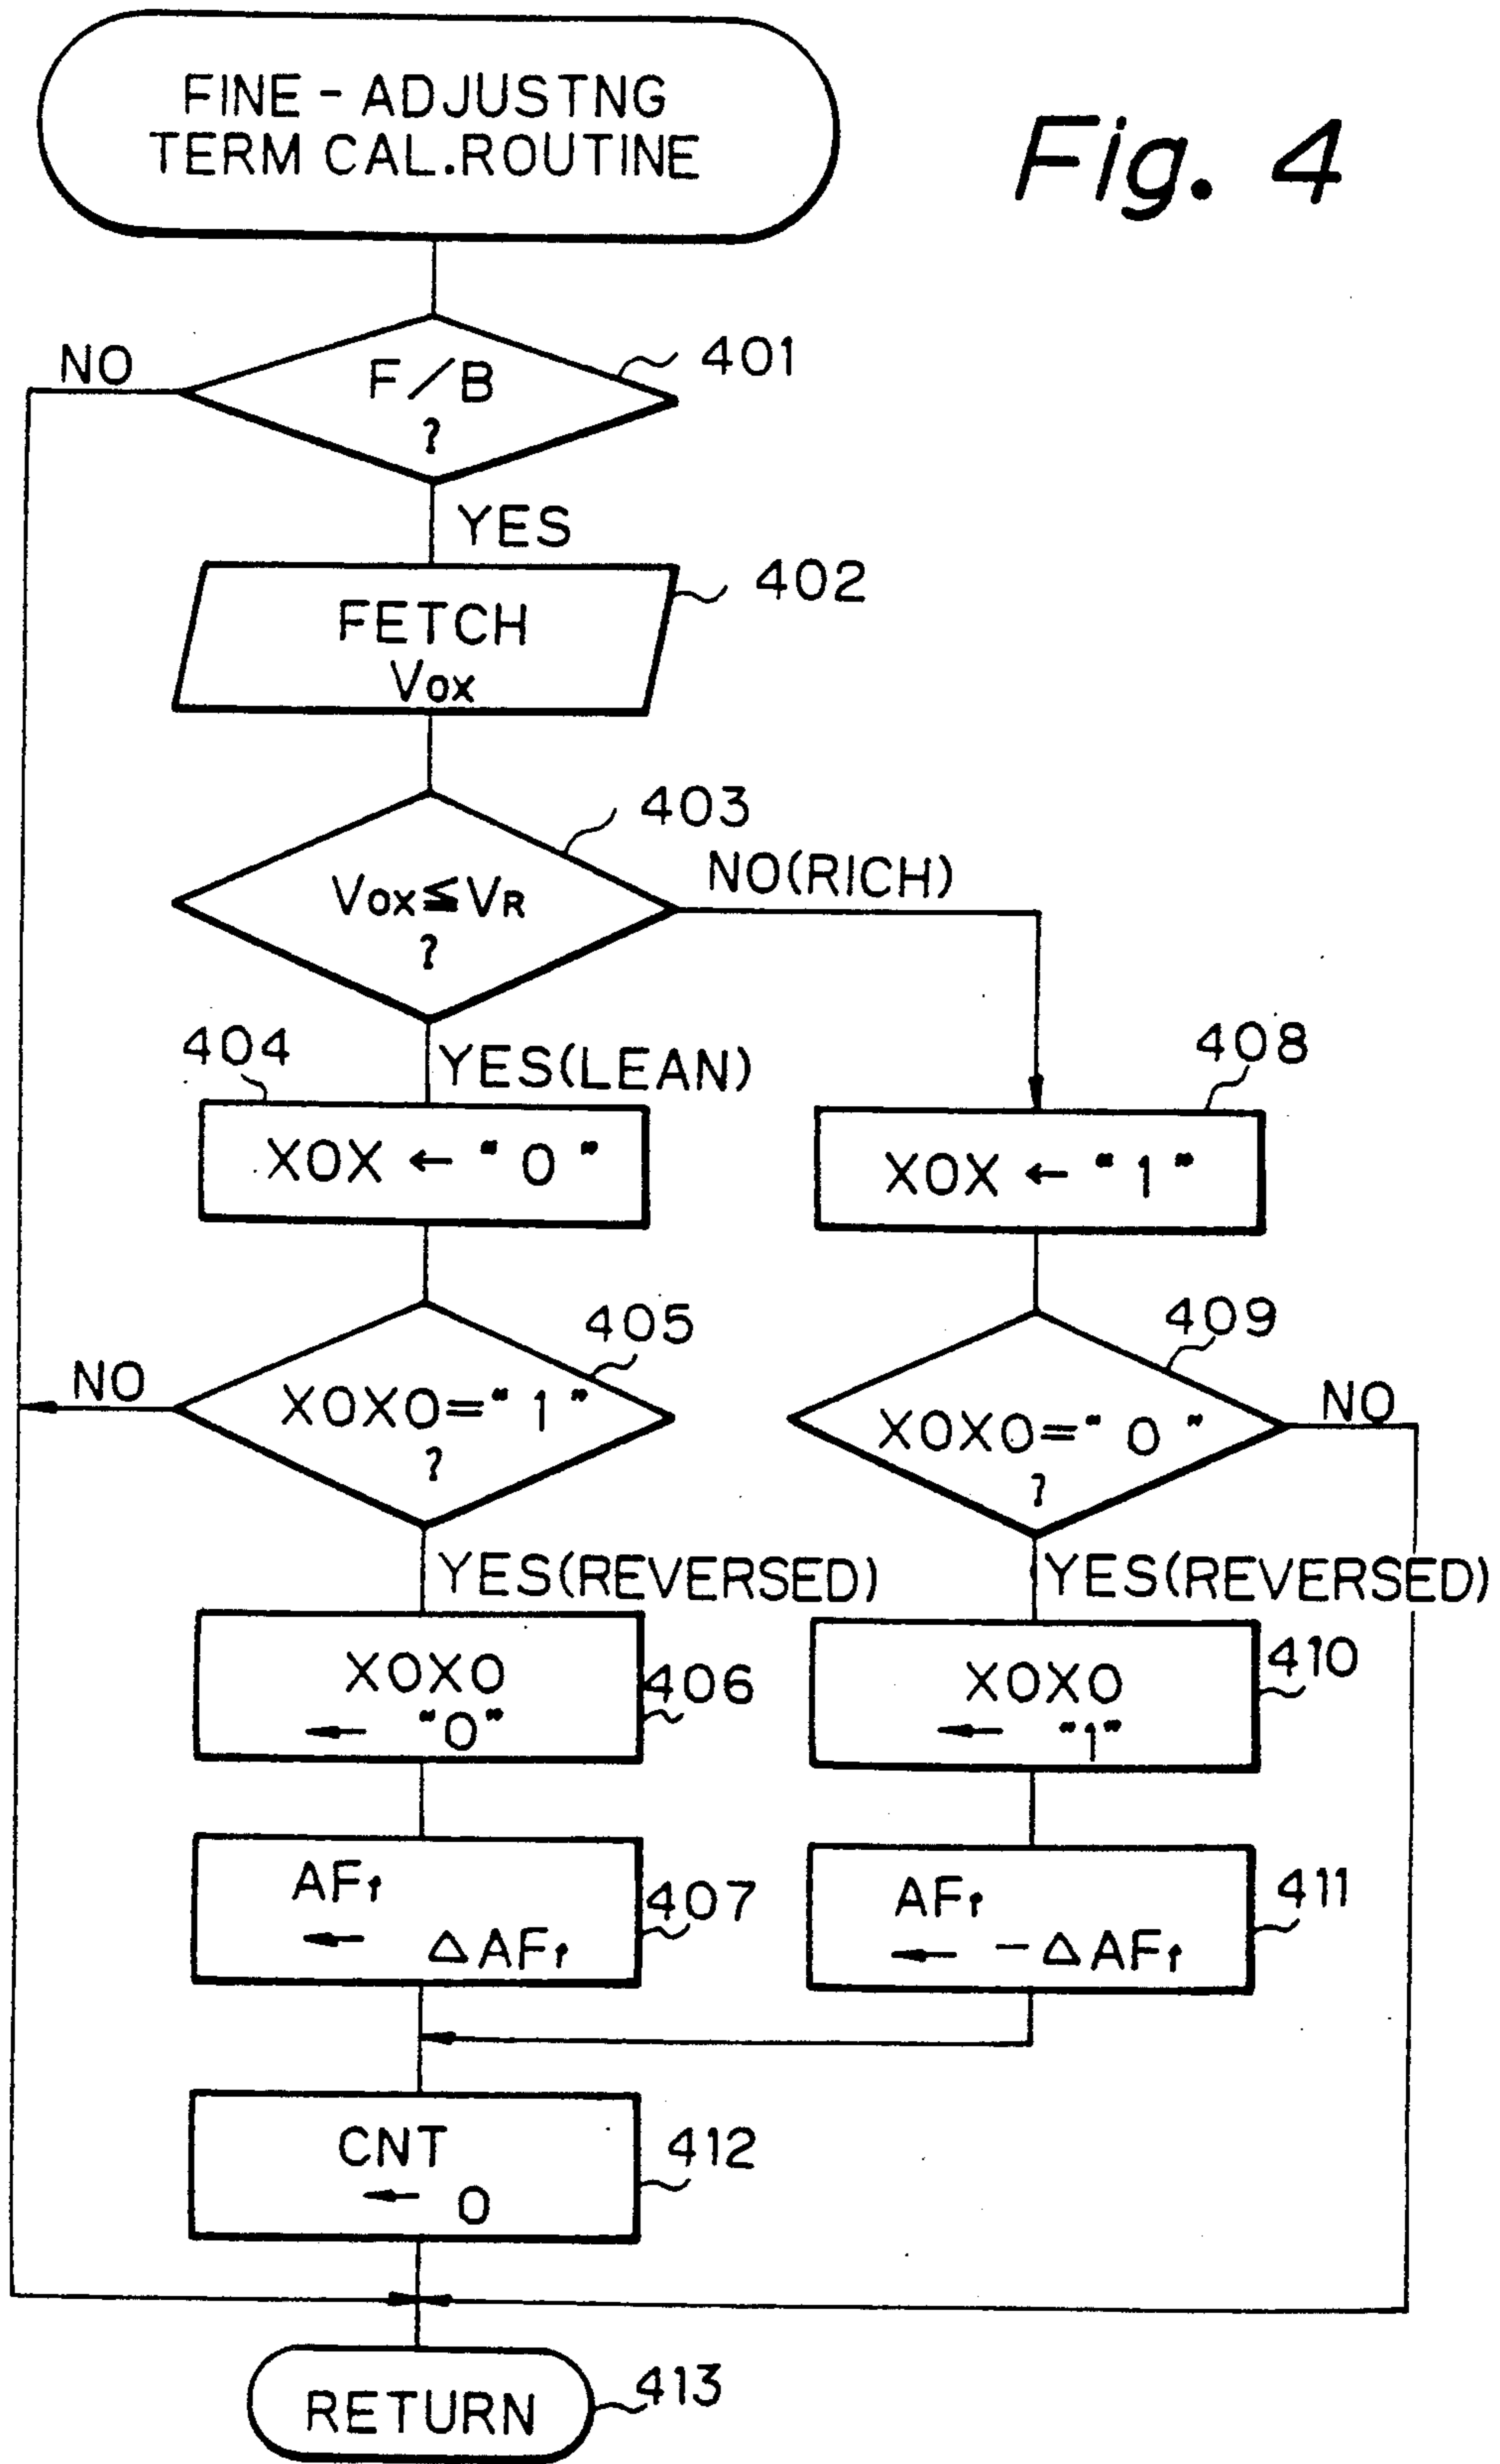 FINE - ADJUSTNG
TERM CAL.ROUTINE
Fig. 4
NO
F/B
?
401
YES
FETCH
VOX
402
403
VOX≦VR
?
NO(RICH)
YES(LEAN)
404
XOX ← "0"
408
XOX ← "1"
405
XOXO="1"
?
NO
409
XOXO="0"
?
NO
YES(REVERSED)
YES(REVERSED)
XOXO
← "0"
406
XOXO
← "1"
410
AFf
← ΔAFf
407
AFf
← -ΔAFf
411
CNT
← 0
412
RETURN
413